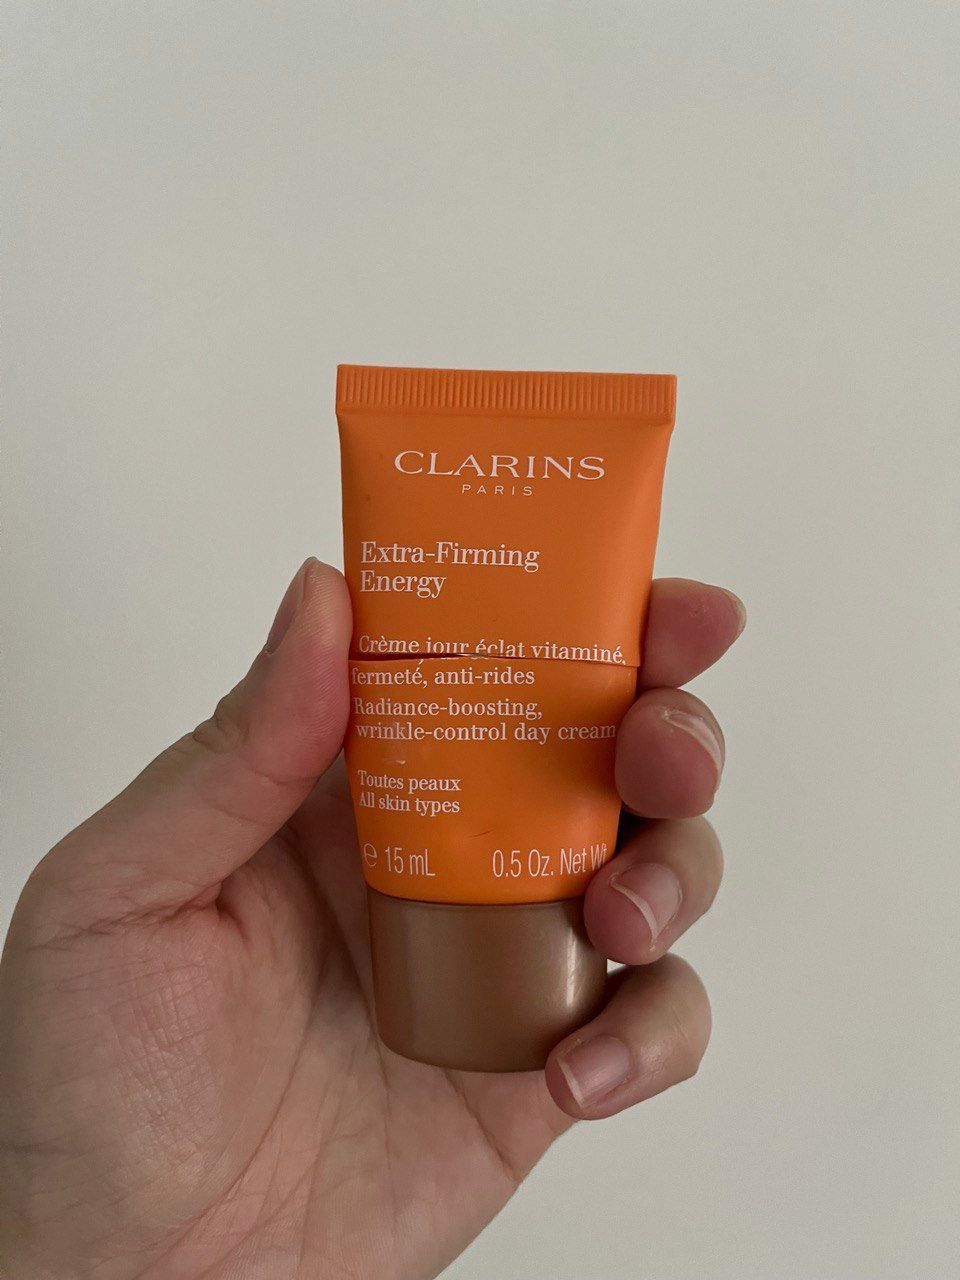 CLARINS
PARIS
Extra-Firming
Energy
Crème jour éclat vitaminé,
fermeté, anti-rides
Radiance-boosting,
wrinkle-control day cream
Toutes peaux
All skin types
℮ 15 mL 0.5 Oz. Net Wt